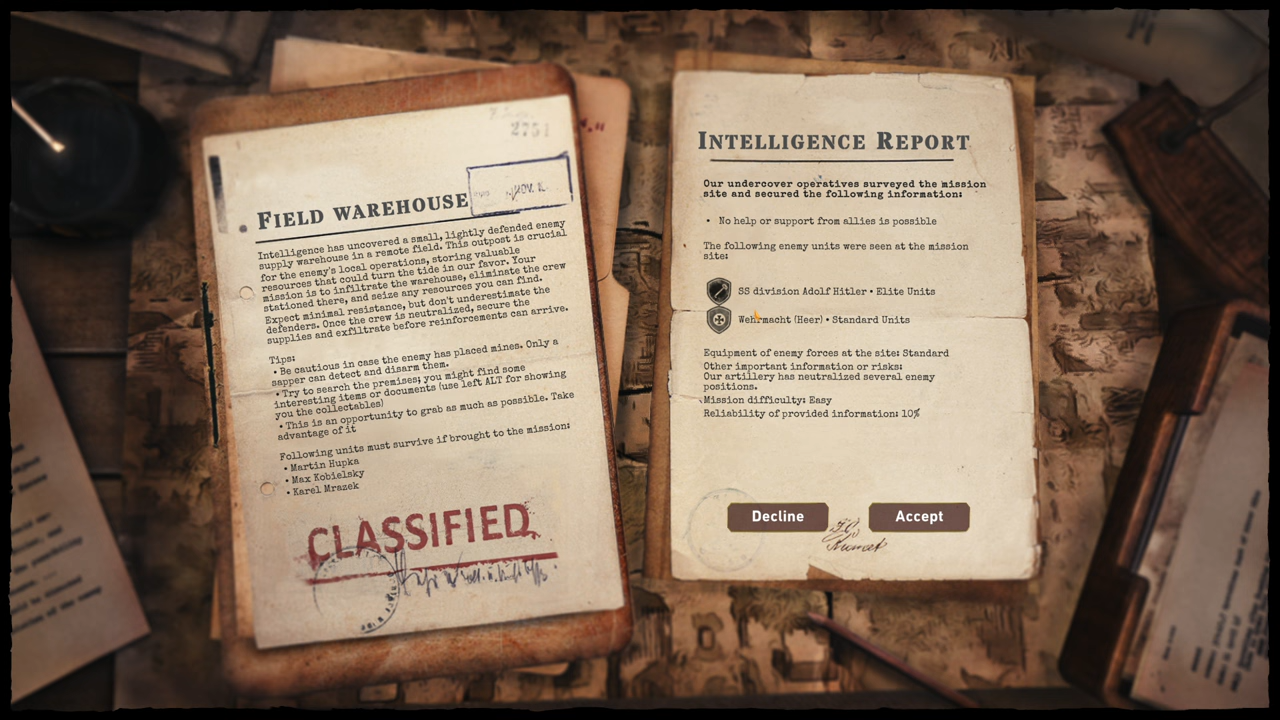 2751
NOV.
FIELD WAREHOUSE
Intelligence has uncovered a small, lightly defended enemy
supply warehouse in a remote field. This outpost is crucial
for the enemy's local operations, storing valuable
resources that could turn the tide in our favor. Your
mission is to infiltrate the warehouse, eliminate the crew
stationed there, and seize any resources you can find.
Expect minimal resistance, but don't underestimate the
defenders. Once the crew is neutralized, secure the
supplies and exfiltrate before reinforcements can arrive.
Tips:
• Be cautious in case the enemy has placed mines. Only a
sapper can detect and disarm them.
• Try to search the premises; you might find some
interesting items or documents (use left ALT for showing
you the collectables)
• This is an opportunity to grab as much as possible. Take
advantage of it
Following units must survive if brought to the mission:
• Martin Hupka
• Max Kobielsky
• Karel Mrazek
CLASSIFIED
INTELLIGENCE REPORT
Our undercover operatives surveyed the mission
site and secured the following information:
• No help or support from allies is possible
The following enemy units were seen at the mission
site:
SS division Adolf Hitler • Elite Units
Wehrmacht (Heer) • Standard Units
Equipment of enemy forces at the site: Standard
Other important information or risks:
Our artillery has neutralized several enemy
positions.
Mission difficulty: Easy
Reliability of provided information: 10%
Decline
Accept